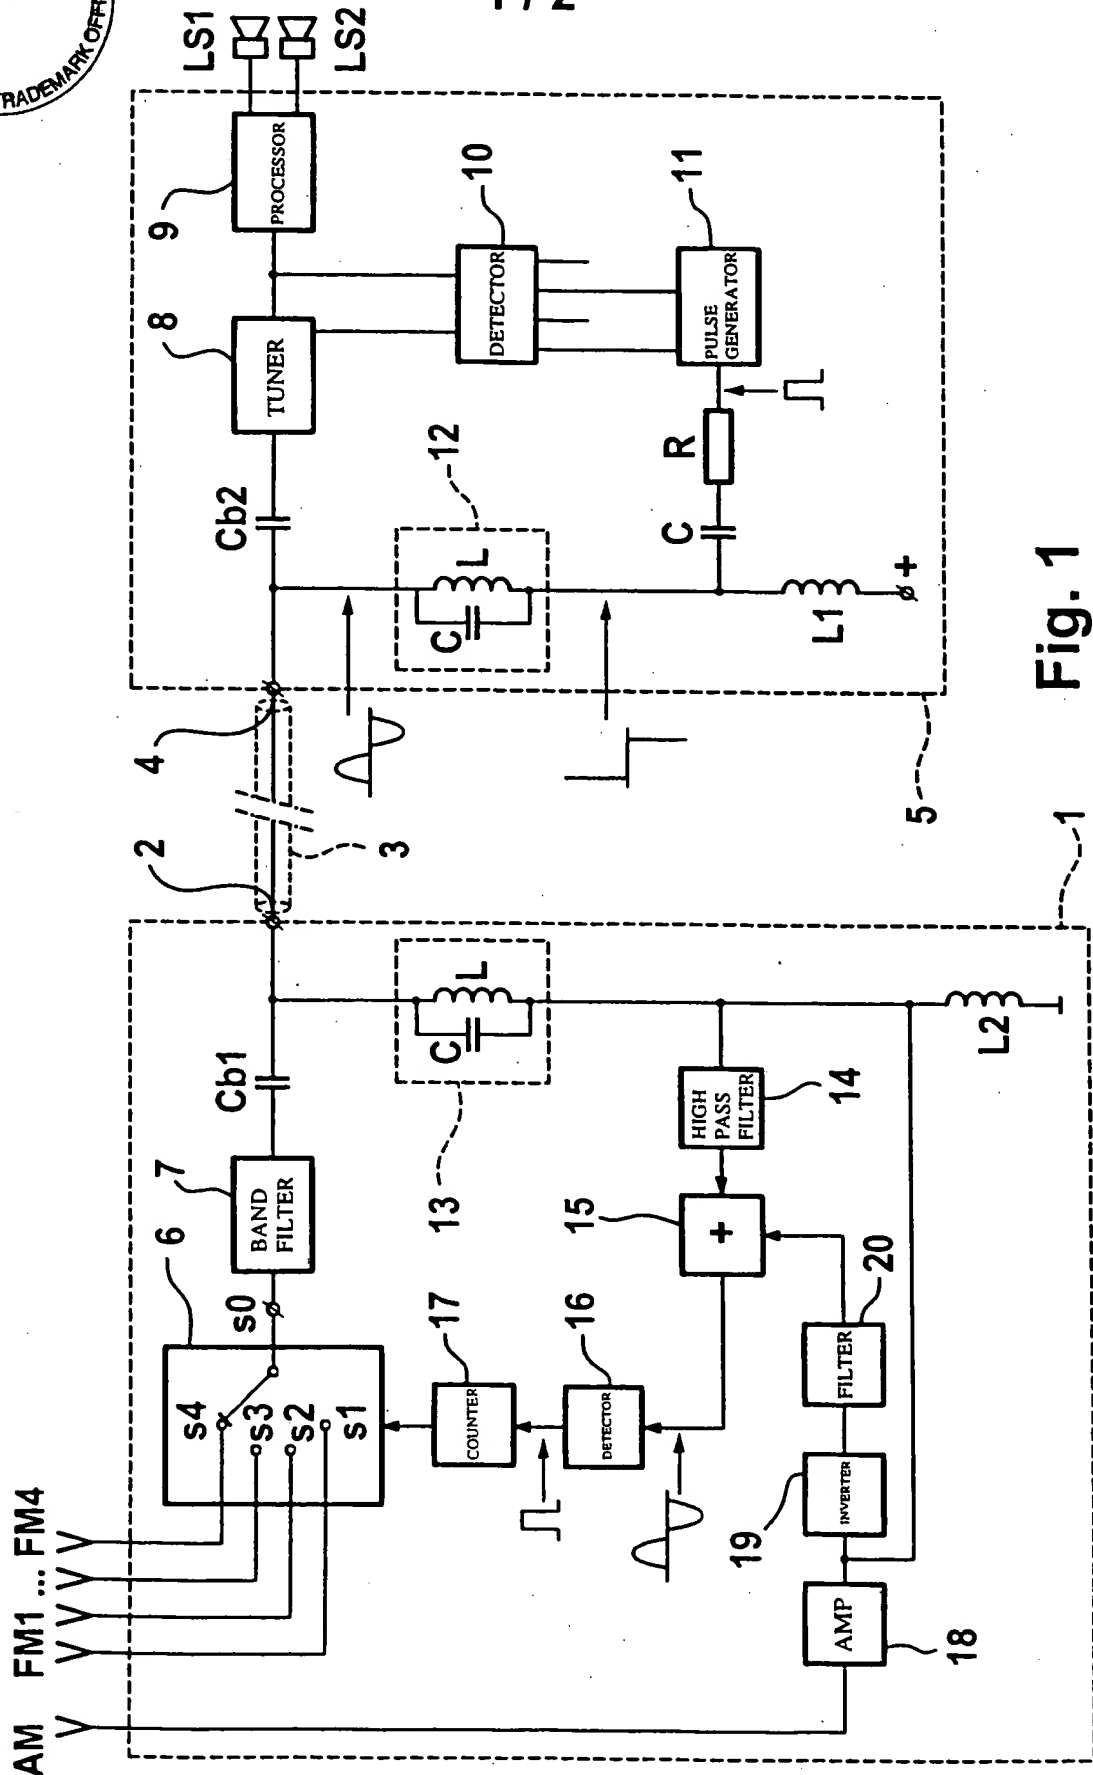 1 / 2
TRADEMARK OFFI
LS1
LS2
9
PROCESSOR
8
TUNER
10
DETECTOR
11
PULSE
GENERATOR
Cb2
12
L
C
R
C
L1
+
4
5
3
2
1
Cb1
L
C
13
L2
7
BAND
FILTER
6
s0
s4
s3
s2
s1
HIGH
PASS
FILTER
14
15
+
17
COUNTER
16
DETECTOR
20
FILTER
19
INVERTER
AMP
18
AM FM1 ... FM4
Fig. 1